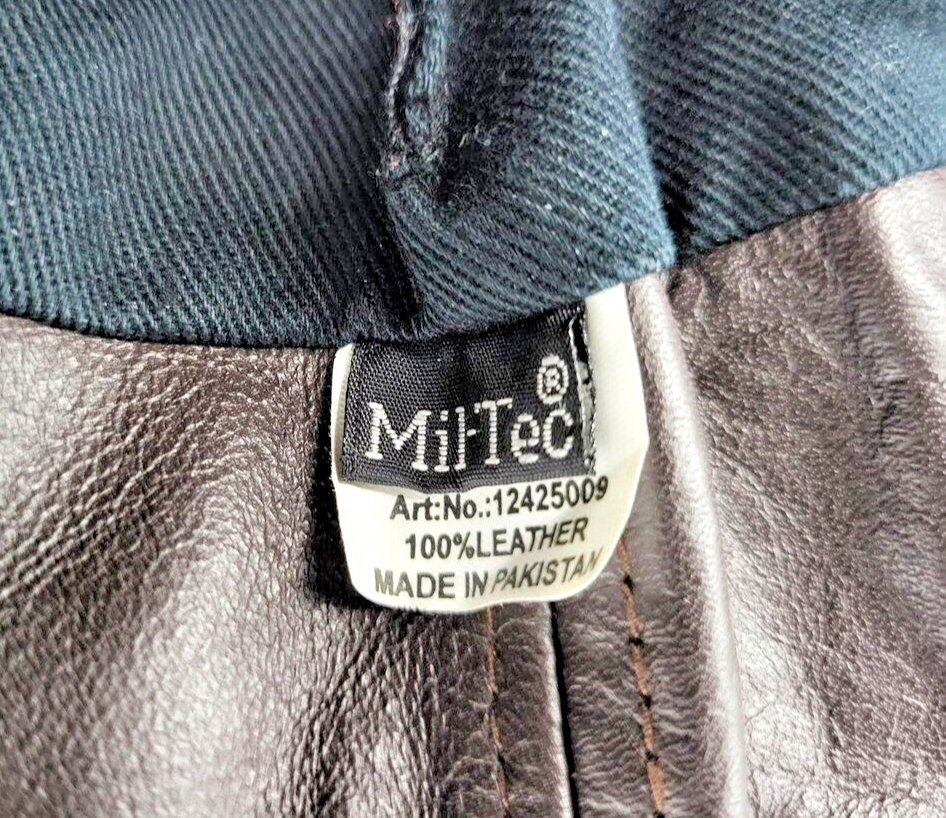 Mil-Tec®
Art:No.:12425009
100%LEATHER
MADE IN PAKISTAN